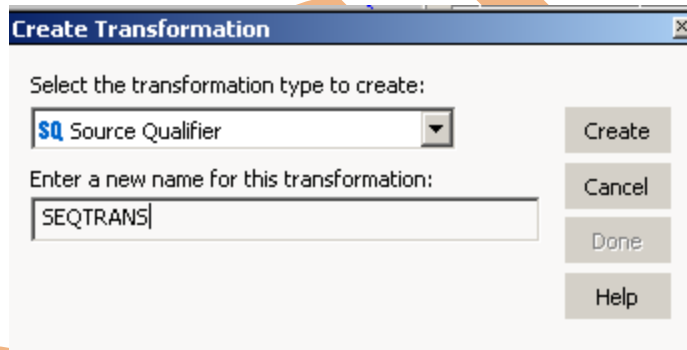 Create Transformation
Select the transformation type to create:
SQ Source Qualifier
Create
Enter a new name for this transformation:
Cancel
SEQTRANS
Done
Help